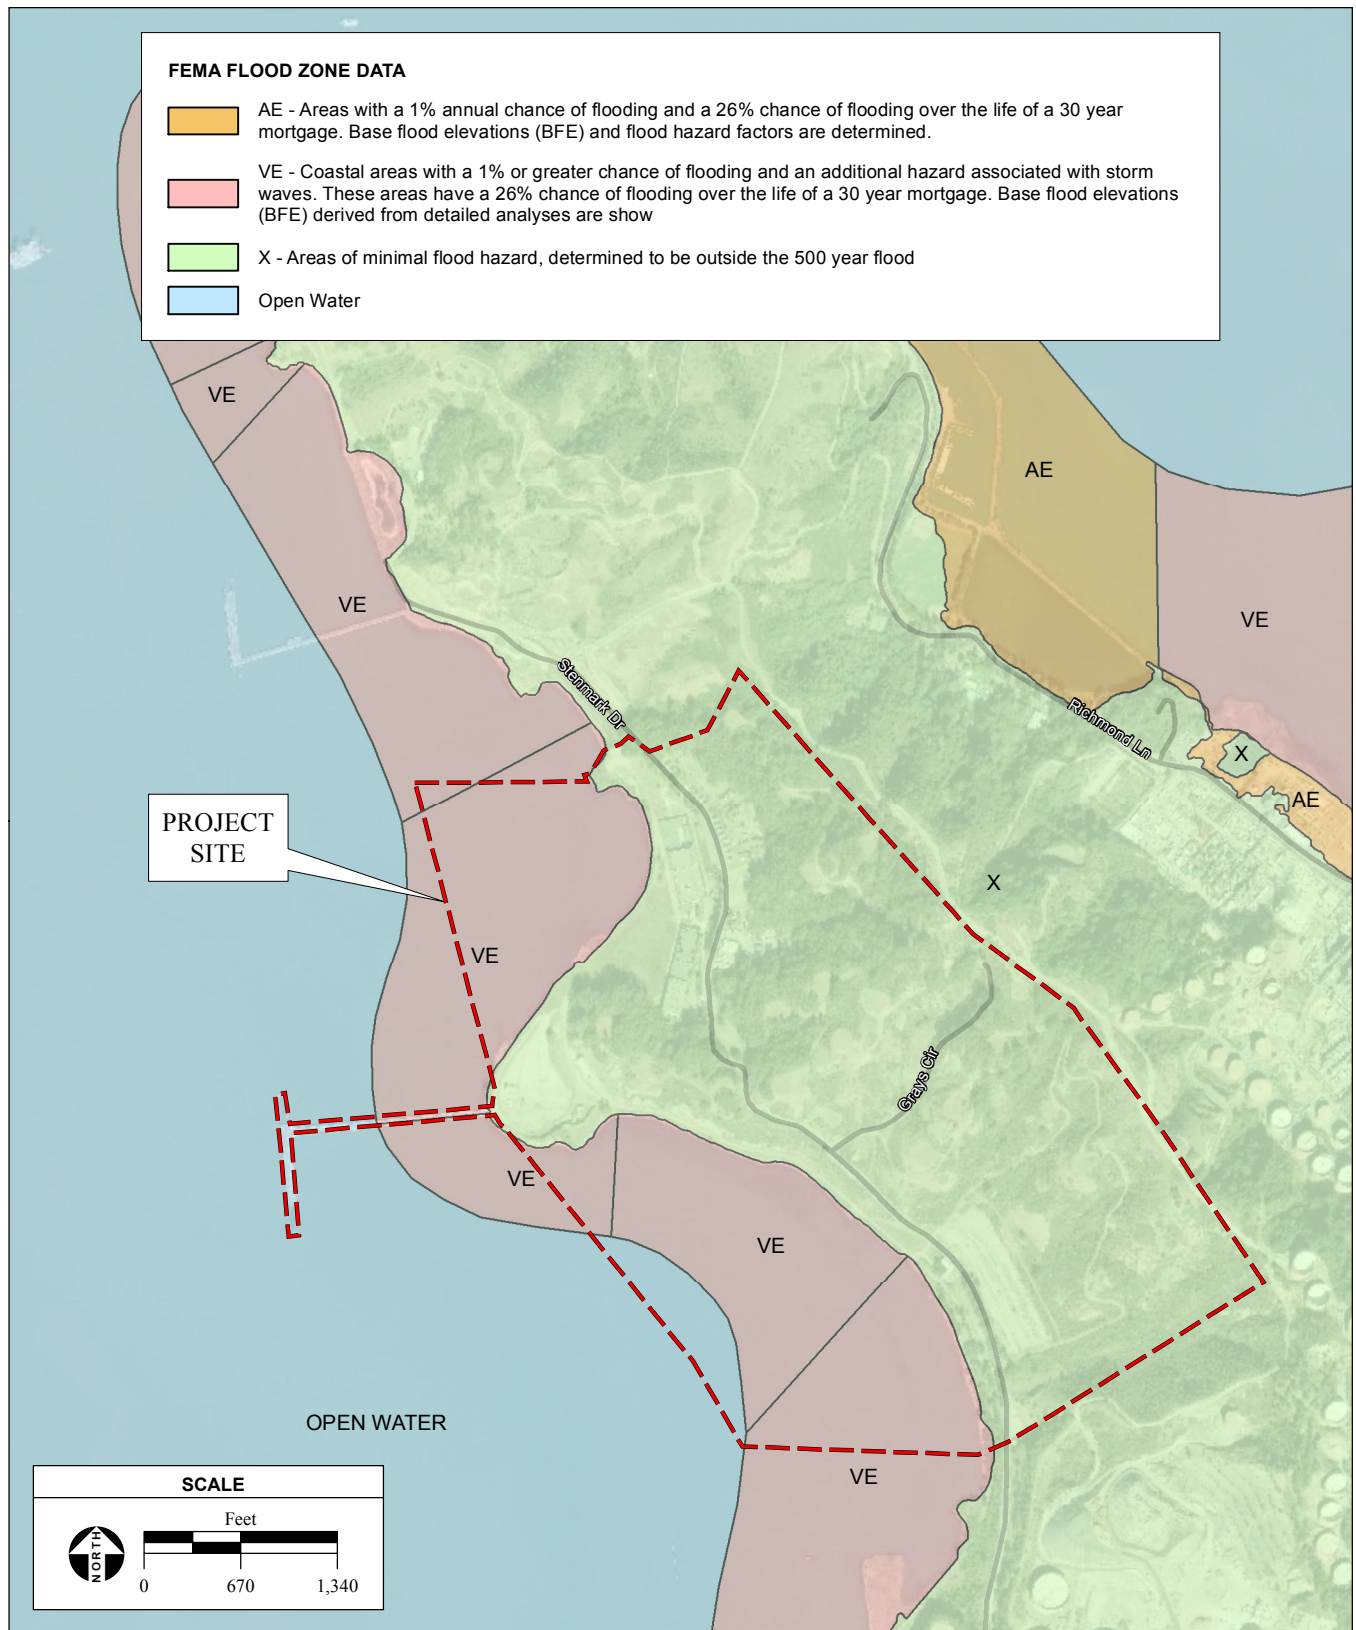 FEMA FLOOD ZONE DATA
AE - Areas with a 1% annual chance of flooding and a 26% chance of flooding over the life of a 30 year
mortgage. Base flood elevations (BFE) and flood hazard factors are determined.
VE - Coastal areas with a 1% or greater chance of flooding and an additional hazard associated with storm
waves. These areas have a 26% chance of flooding over the life of a 30 year mortgage. Base flood elevations
(BFE) derived from detailed analyses are show
X - Areas of minimal flood hazard, determined to be outside the 500 year flood
Open Water
VE
AE
VE
VE
Stenmark Dr
Richmond Ln
X
AE
PROJECT
SITE
X
VE
Grays Cir
VE
VE
OPEN WATER
VE
SCALE
Feet
NORTH
0 670 1,340